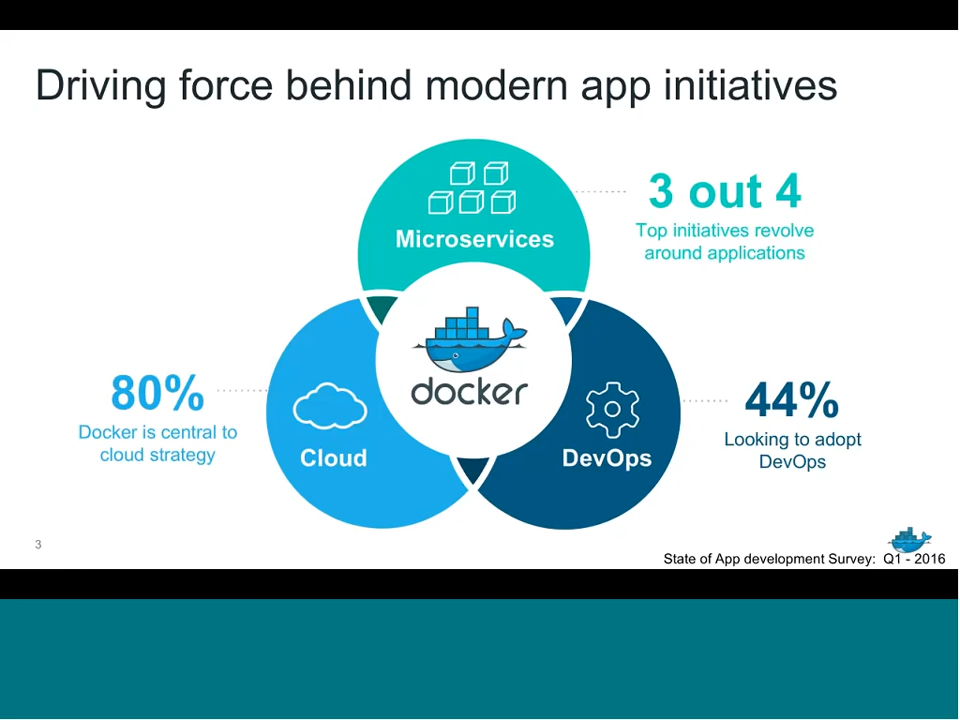 Driving force behind modern app initiatives
Microservices
3 out 4
Top initiatives revolve
around applications
docker
80%
Docker is central to
cloud strategy
Cloud
DevOps
44%
Looking to adopt
DevOps
3
State of App development Survey: Q1 - 2016